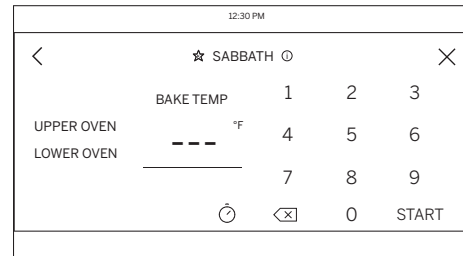 12:30 PM
SABBATH
BAKE TEMP
UPPER OVEN
LOWER OVEN
--- °F
1 2 3
4 5 6
7 8 9
0 START